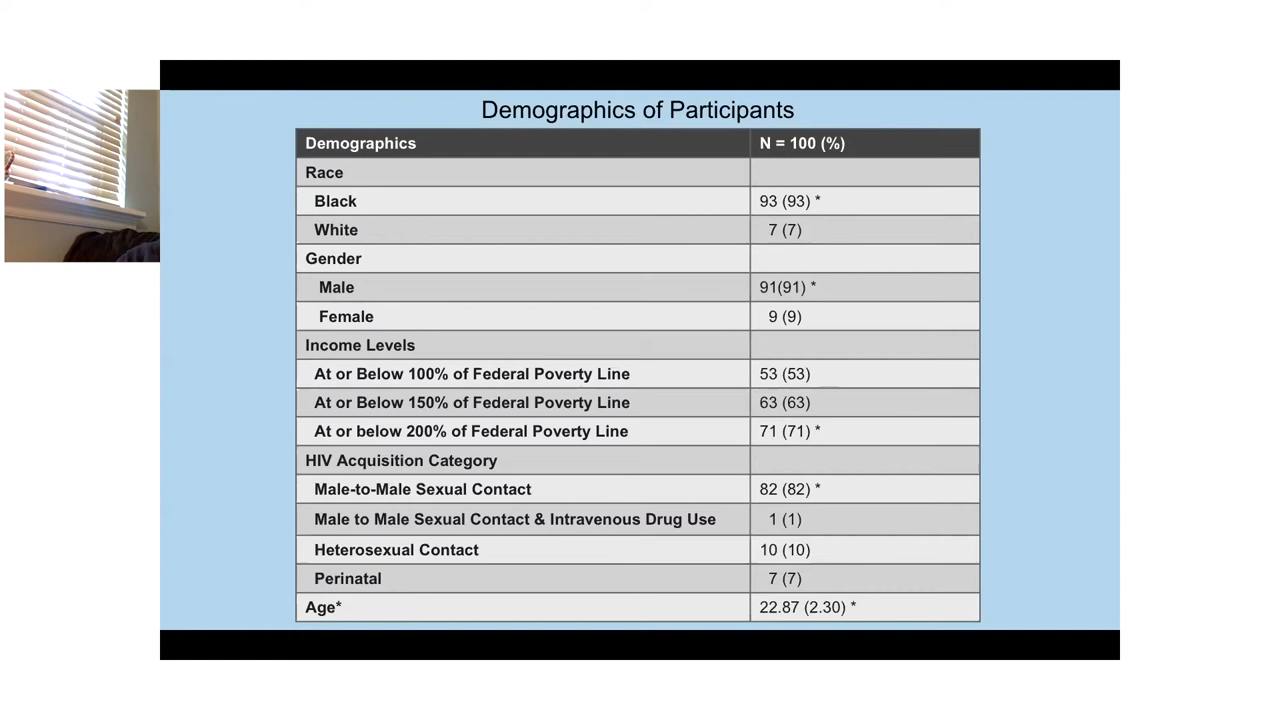 Demographics of Participants
Demographics N = 100 (%)
Race
Black 93 (93) *
White 7 (7)
Gender
Male 91(91) *
Female 9 (9)
Income Levels
At or Below 100% of Federal Poverty Line 53 (53)
At or Below 150% of Federal Poverty Line 63 (63)
At or below 200% of Federal Poverty Line 71 (71) *
HIV Acquisition Category
Male-to-Male Sexual Contact 82 (82) *
Male to Male Sexual Contact & Intravenous Drug Use 1 (1)
Heterosexual Contact 10 (10)
Perinatal 7 (7)
Age* 22.87 (2.30) *